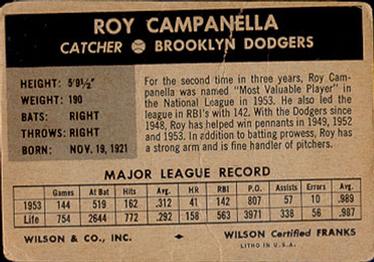 ROY CAMPANELLA
CATCHER BROOKLYN DODGERS
HEIGHT: 5'9½"
WEIGHT: 190
BATS: RIGHT
THROWS: RIGHT
BORN: NOV. 19, 1921
For the second time in three years, Roy Cam-
panella was named "Most Valuable Player" in
the National League in 1953. He also led the
league in RBI's with 142. With the Dodgers since
1948, Roy has helped win pennants in 1949, 1952
and 1953. In addition to batting prowess, Roy has
a strong arm and is fine handler of pitchers.
MAJOR LEAGUE RECORD
Games At Bat Hits Avg. HR RBI P.O. Assists Errors Avg.
1953 144 519 162 .312 41 142 807 57 10 .989
Life 754 2644 772 .292 158 563 3971 338 56 .987
WILSON & CO., INC. WILSON Certified FRANKS
LITHO IN U.S.A.